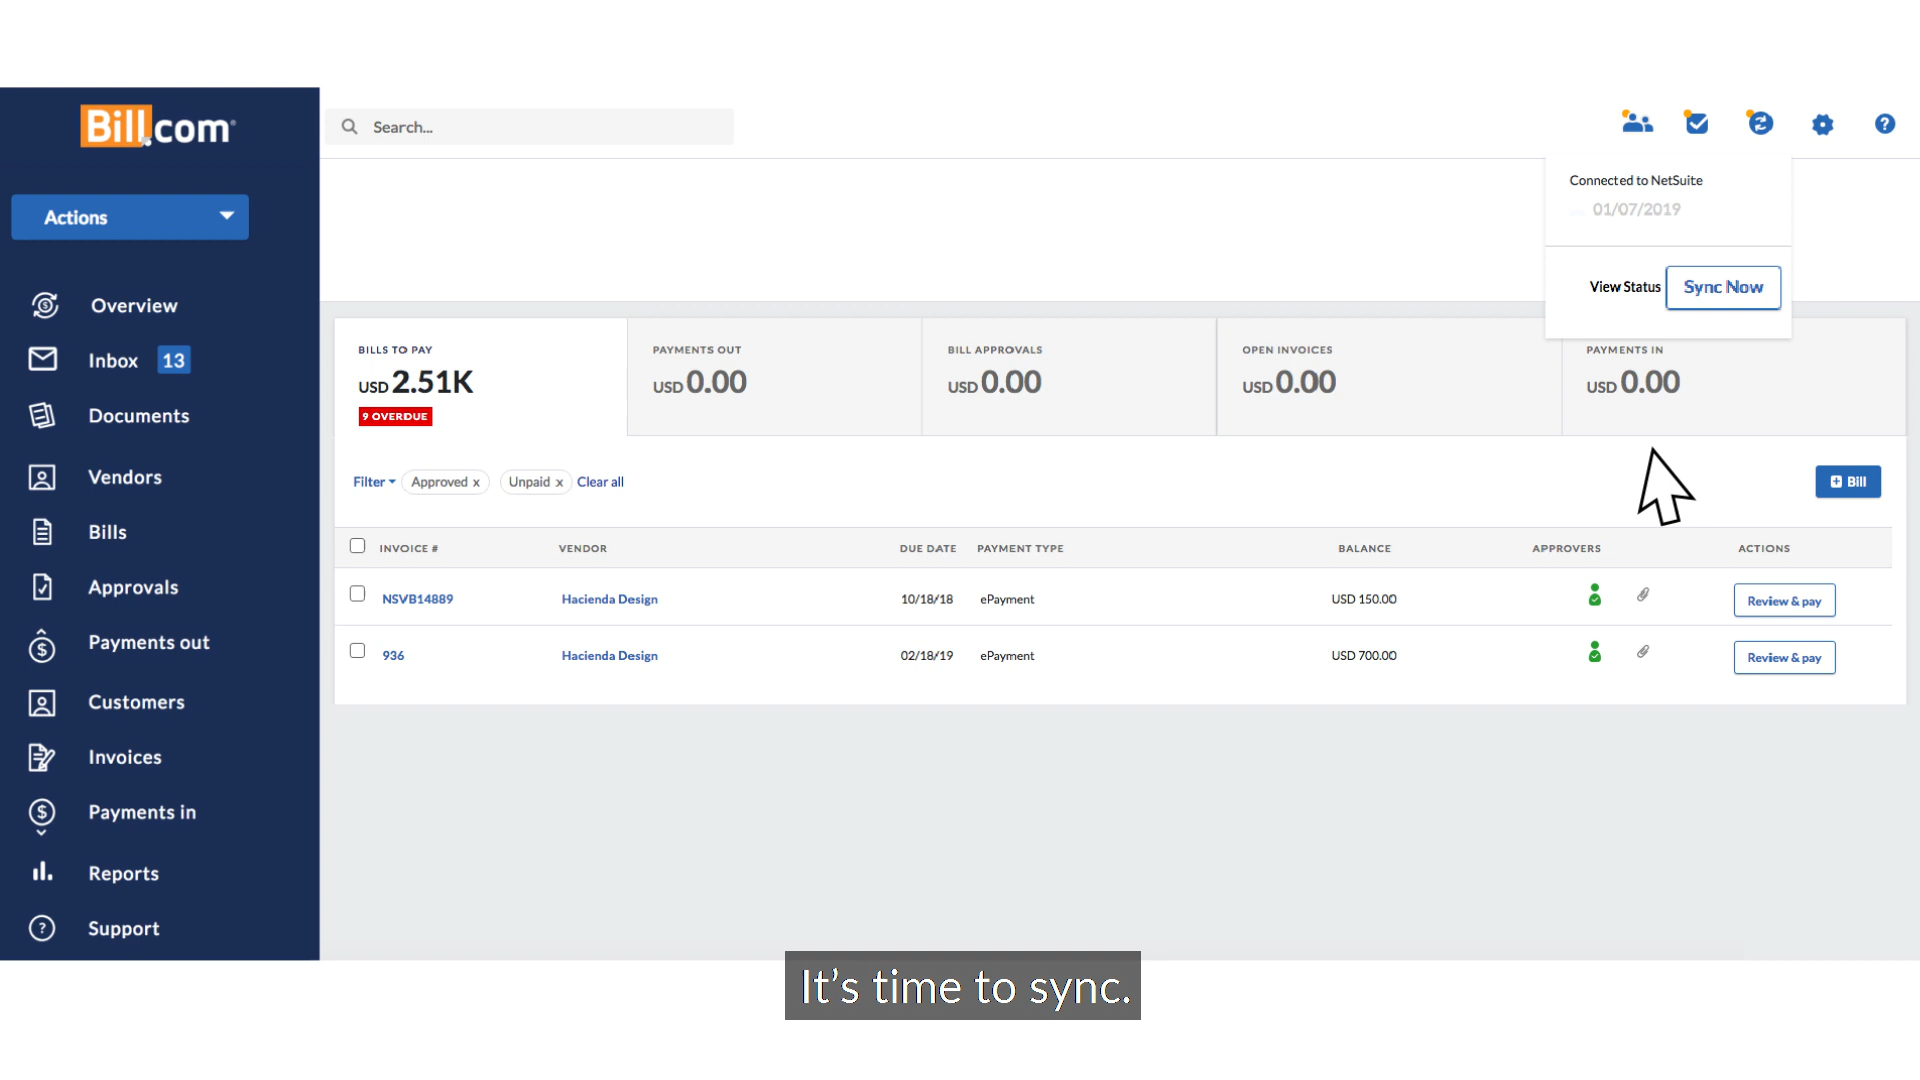 Bill.com
Search...
Connected to NetSuite
01/07/2019
View Status Sync Now
Actions
Overview
Inbox 13
Documents
Vendors
Bills
Approvals
Payments out
Customers
Invoices
Payments in
Reports
Support
BILLS TO PAY
USD 2.51K
9 OVERDUE
PAYMENTS OUT
USD 0.00
BILL APPROVALS
USD 0.00
OPEN INVOICES
USD 0.00
PAYMENTS IN
USD 0.00
Filter Approved x Unpaid x Clear all
Bill
INVOICE # VENDOR DUE DATE PAYMENT TYPE BALANCE APPROVERS ACTIONS
NSVB14889 Hacienda Design 10/18/18 ePayment USD 150.00 Review & pay
936 Hacienda Design 02/18/19 ePayment USD 700.00 Review & pay
It's time to sync.